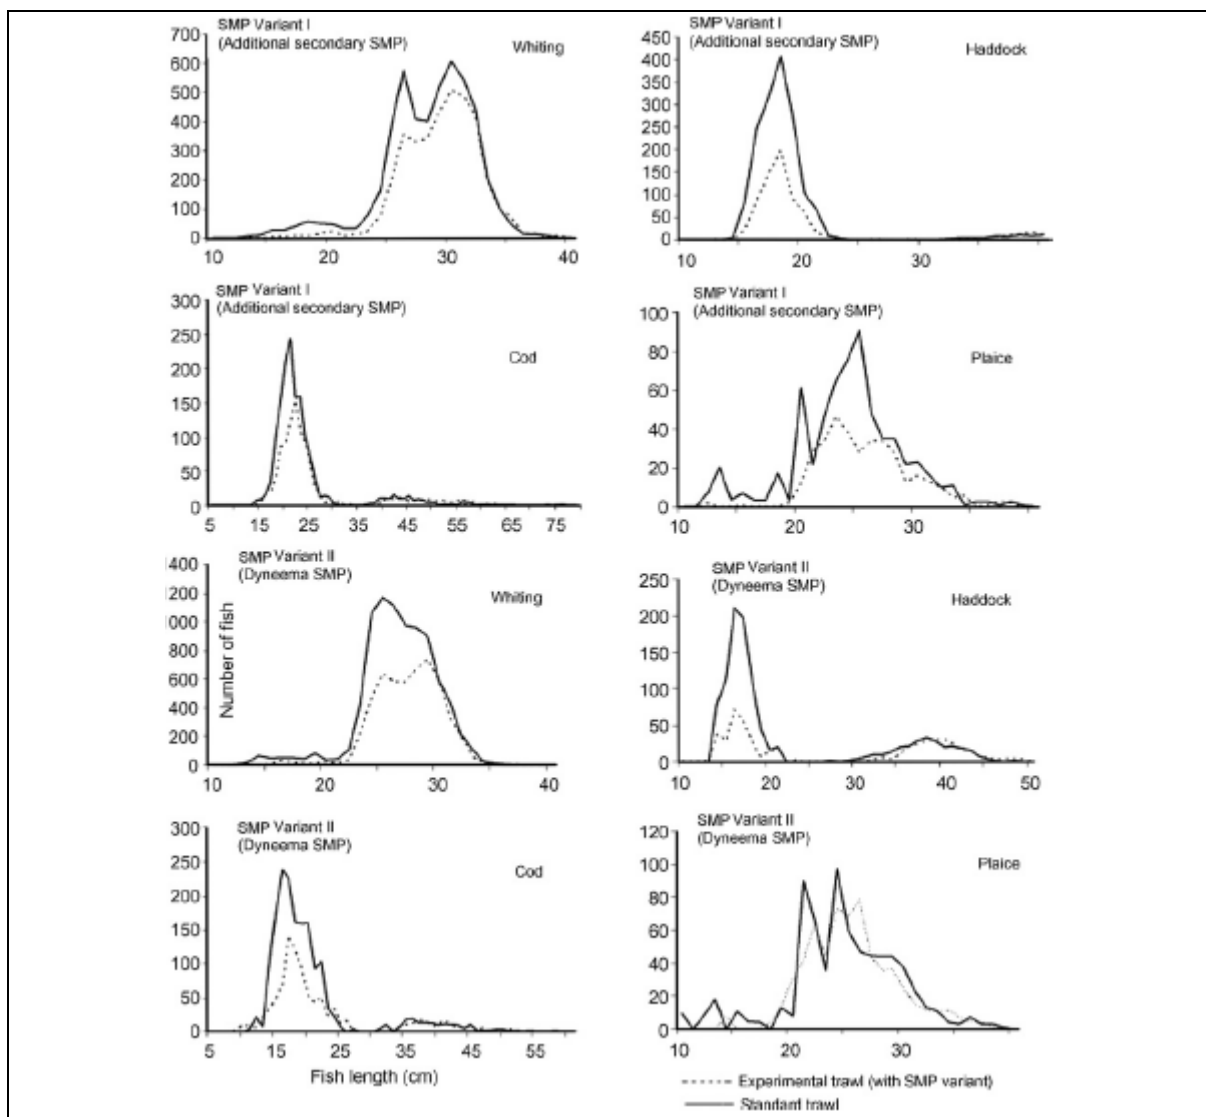 SMP Variant I
(Additional secondary SMP)
Whiting
700
600
500
400
300
200
100
0
10 20 30 40
SMP Variant I
(Additional secondary SMP)
Haddock
450
400
350
300
250
200
150
100
50
0
10 20 30
SMP Variant I
(Additional secondary SMP)
Cod
300
250
200
150
100
50
0
5 15 25 35 45 55 65 75
SMP Variant I
(Additional secondary SMP)
Plaice
100
80
60
40
20
0
10 20 30
SMP Variant II
(Dyneema SMP)
Whiting
Number of fish
1400
1200
1000
800
600
400
200
0
10 20 30 40
SMP Variant II
(Dyneema SMP)
Haddock
250
200
150
100
50
0
10 20 30 40 50
SMP Variant II
(Dyneema SMP)
Cod
300
250
200
150
100
50
0
5 15 25 35 45 55
Fish length (cm)
SMP Variant II
(Dyneema SMP)
Plaice
120
100
80
60
40
20
0
10 20 30
Experimental trawl (with SMP variant)
Standard trawl